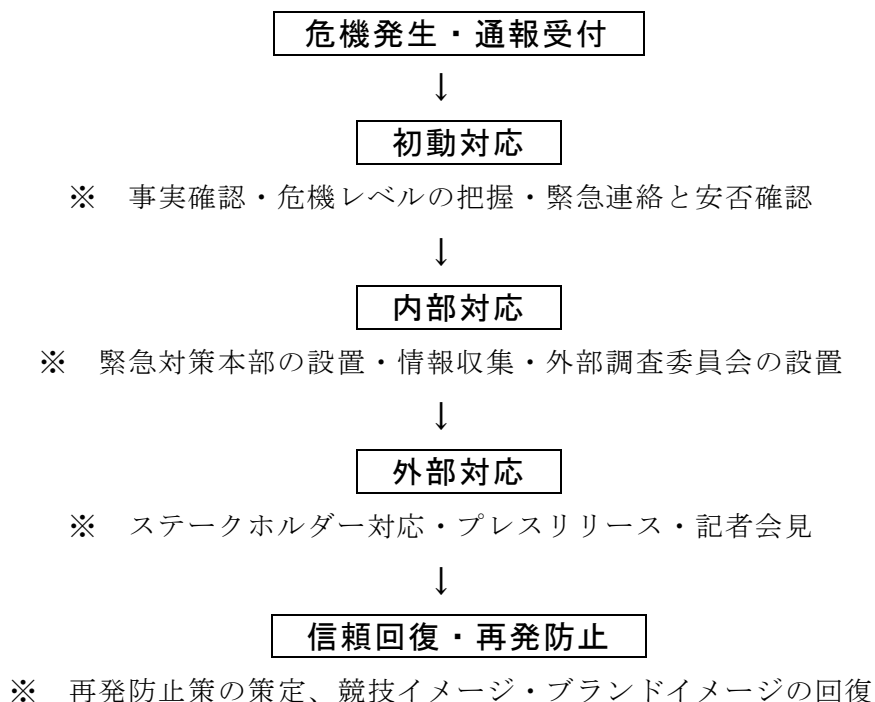 危機発生・通報受付
↓
初動対応
※　事実確認・危機レベルの把握・緊急連絡と安否確認
↓
内部対応
※　緊急対策本部の設置・情報収集・外部調査委員会の設置
↓
外部対応
※　ステークホルダー対応・プレスリリース・記者会見
↓
信頼回復・再発防止
※　再発防止策の策定、競技イメージ・ブランドイメージの回復